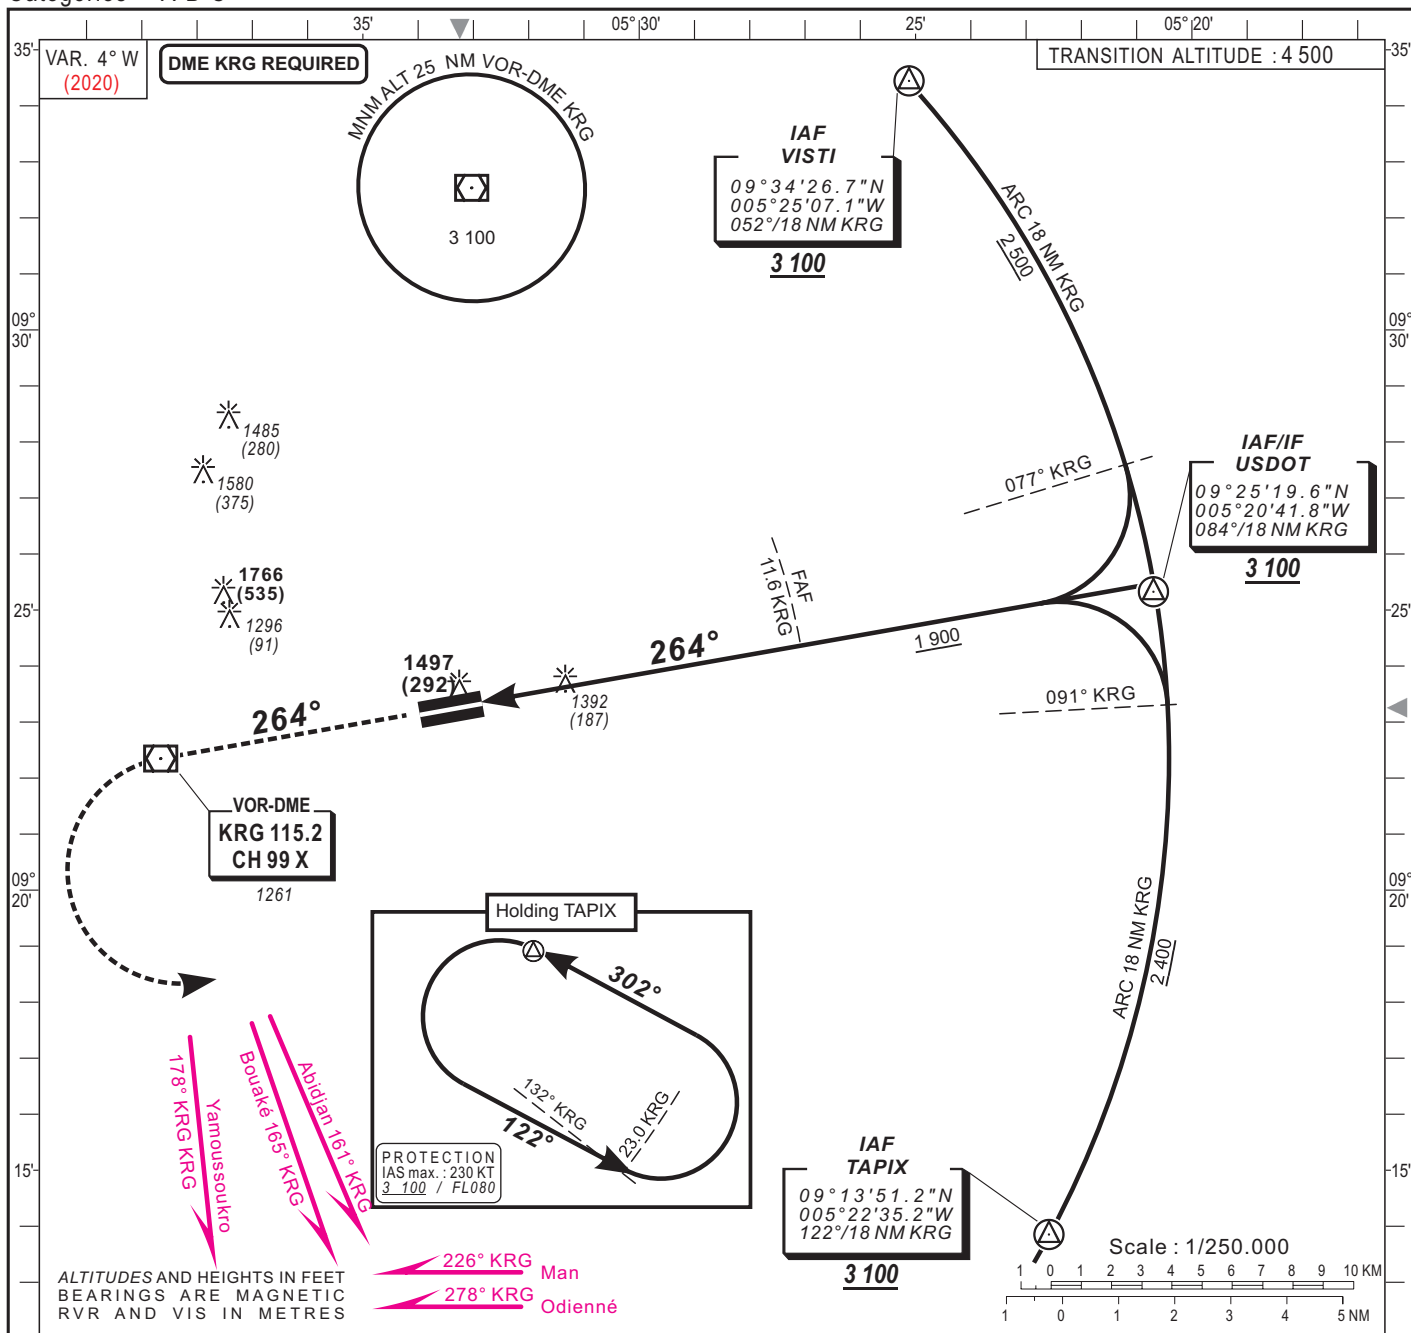 35'
05°30'
25'
05°20'
35'
35'
VAR. 4° W
(2020)
DME KRG REQUIRED
TRANSITION ALTITUDE : 4 500
MNM ALT 25 NM VOR-DME KRG
3 100
IAF
VISTI
09°34'26.7"N
005°25'07.1"W
052°/18 NM KRG
3 100
ARC 18 NM KRG
2 500
09°
30'
09°
30'
1485
(280)
1580
(375)
077° KRG
IAF/IF
USDOT
09°25'19.6"N
005°20'41.8"W
084°/18 NM KRG
3 100
FAF
11.6 KRG
1766
(535)
1296
(91)
25'
25'
264°
1 900
1497
(292)
1392
(187)
091° KRG
264°
VOR-DME
KRG 115.2
CH 99 X
1261
09°
20'
09°
20'
Holding TAPIX
302°
132° KRG
122°
23.0 KRG
PROTECTION
IAS max. : 230 KT
3 100 / FL080
ARC 18 NM KRG
2 400
178° KRG KRG
Yamoussoukro
Bouaké 165° KRG
Abidjan 161° KRG
15'
15'
IAF
TAPIX
09°13'51.2"N
005°22'35.2"W
122°/18 NM KRG
3 100
226° KRG
Man
278° KRG
Odienné
ALTITUDES AND HEIGHTS IN FEET
BEARINGS ARE MAGNETIC
RVR AND VIS IN METRES
Scale : 1/250.000
1 0 1 2 3 4 5 6 7 8 9 10 KM
1 0 1 2 3 4 5 NM